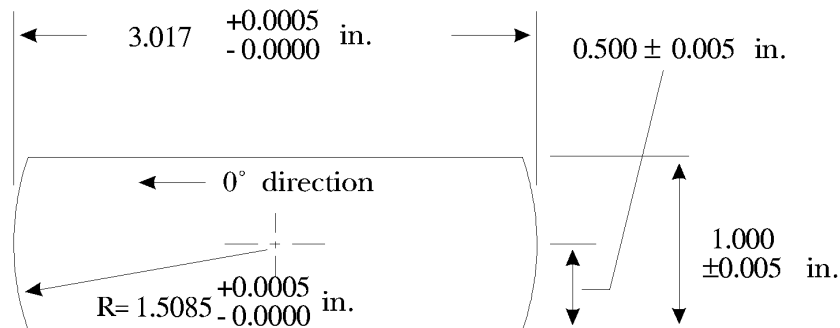 3.017 +0.0005 - 0.0000 in.
0.500 ± 0.005 in.
0° direction
1.000 ±0.005 in.
R= 1.5085 +0.0005 - 0.0000 in.